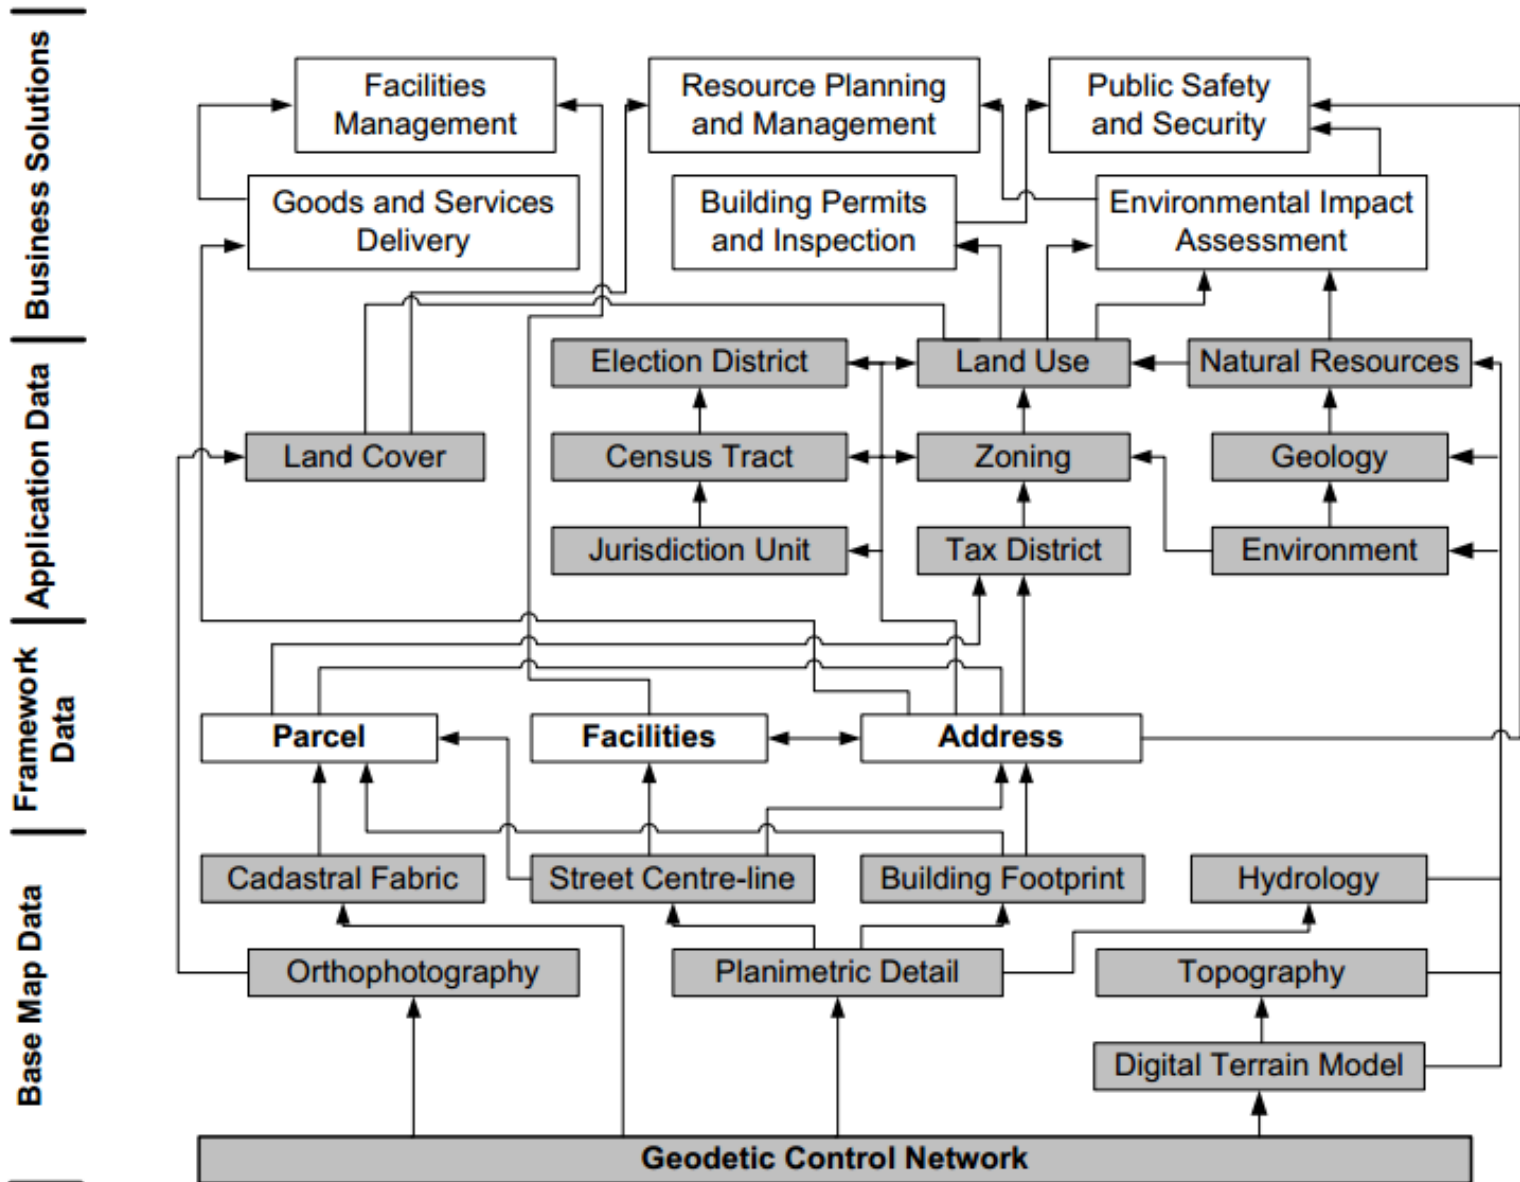 Business Solutions
Facilities
Management
Resource Planning
and Management
Public Safety
and Security
Goods and Services
Delivery
Building Permits
and Inspection
Environmental Impact
Assessment
Application Data
Election District
Land Use
Natural Resources
Land Cover
Census Tract
Zoning
Geology
Jurisdiction Unit
Tax District
Environment
Framework
Data
Parcel
Facilities
Address
Base Map Data
Cadastral Fabric
Street Centre-line
Building Footprint
Hydrology
Orthophotography
Planimetric Detail
Topography
Digital Terrain Model
Geodetic Control Network